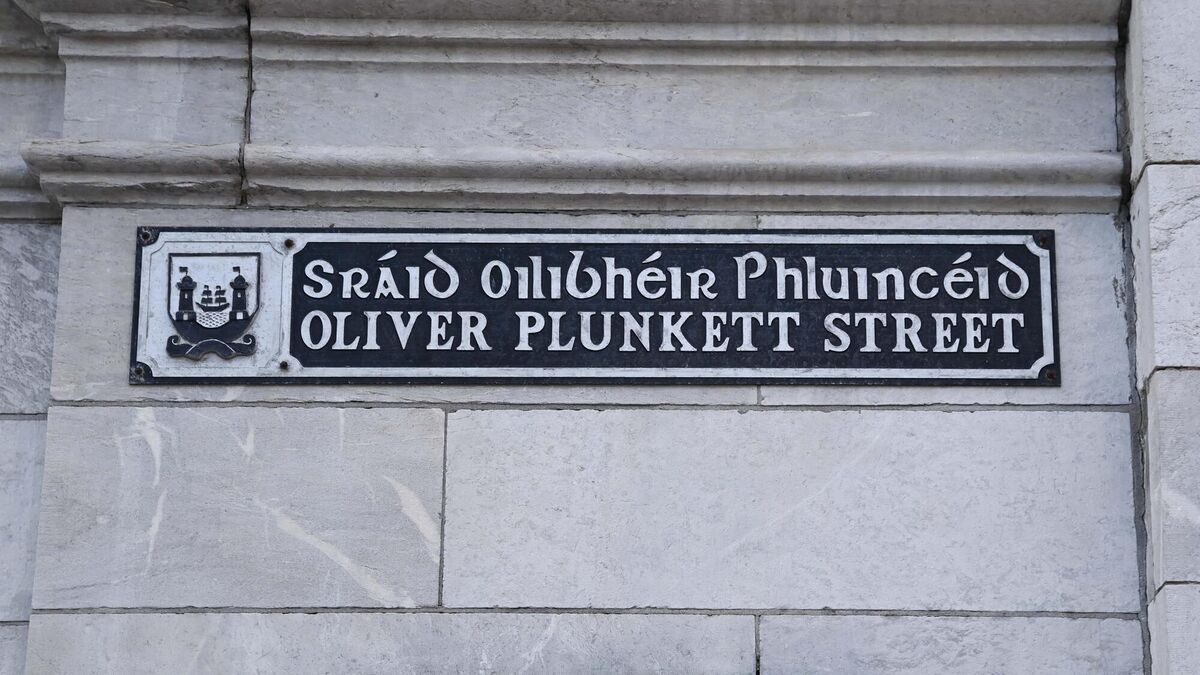 Sráid Oilibhéir Phluincéid
OLIVER PLUNKETT STREET